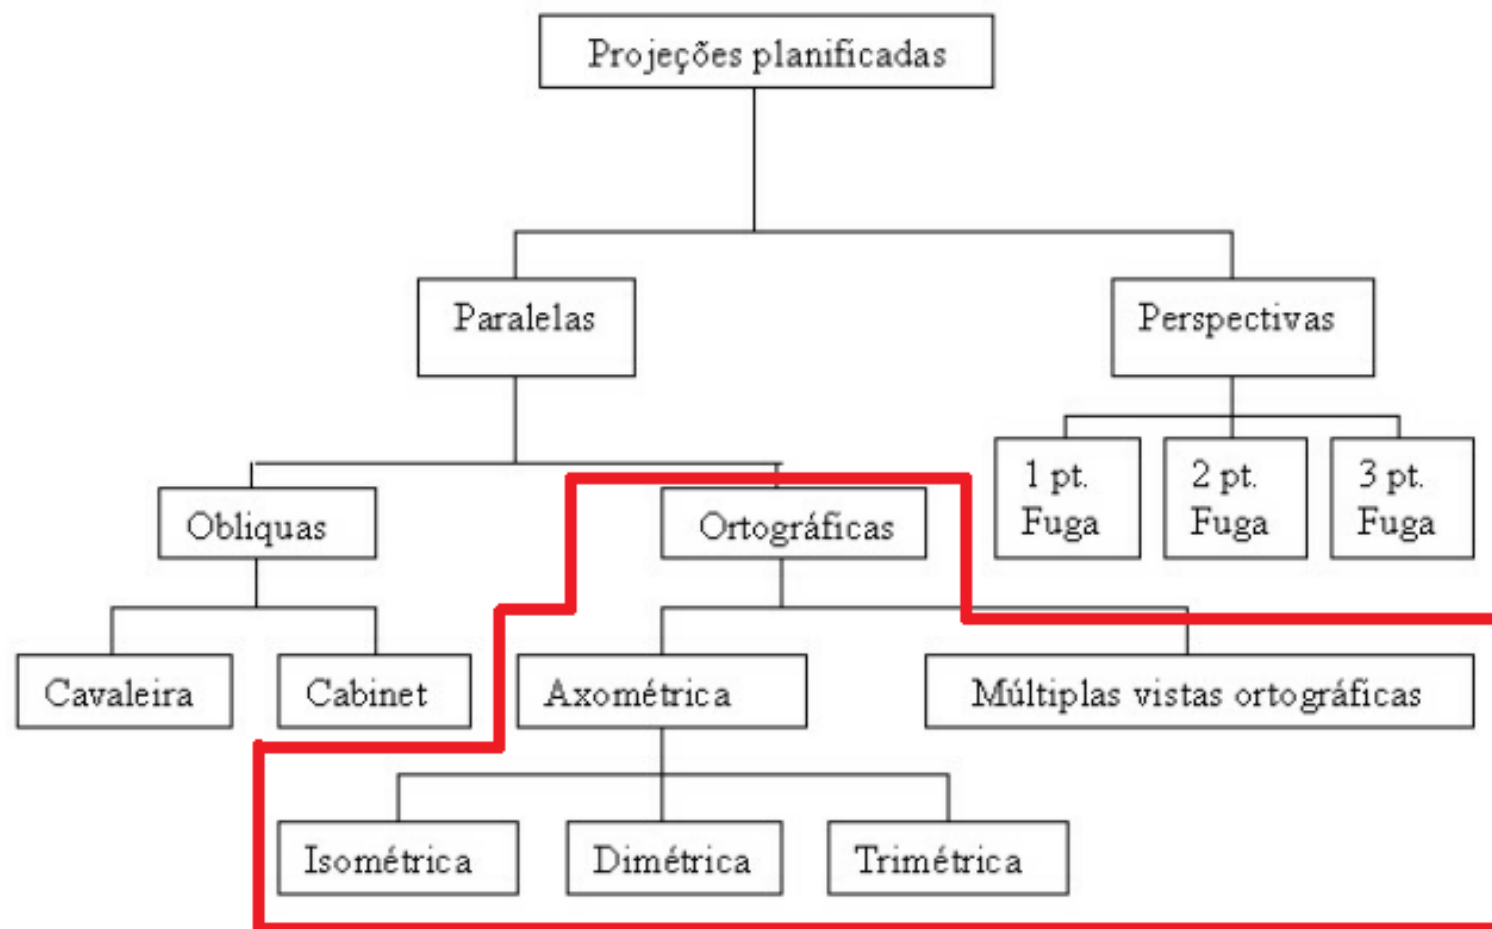 Projeções planificadas
Paralelas
Perspectivas
1 pt.
Fuga
2 pt.
Fuga
3 pt.
Fuga
Obliquas
Ortográficas
Cavaleira
Cabinet
Axométrica
Múltiplas vistas ortográficas
Isométrica
Dimétrica
Trimétrica